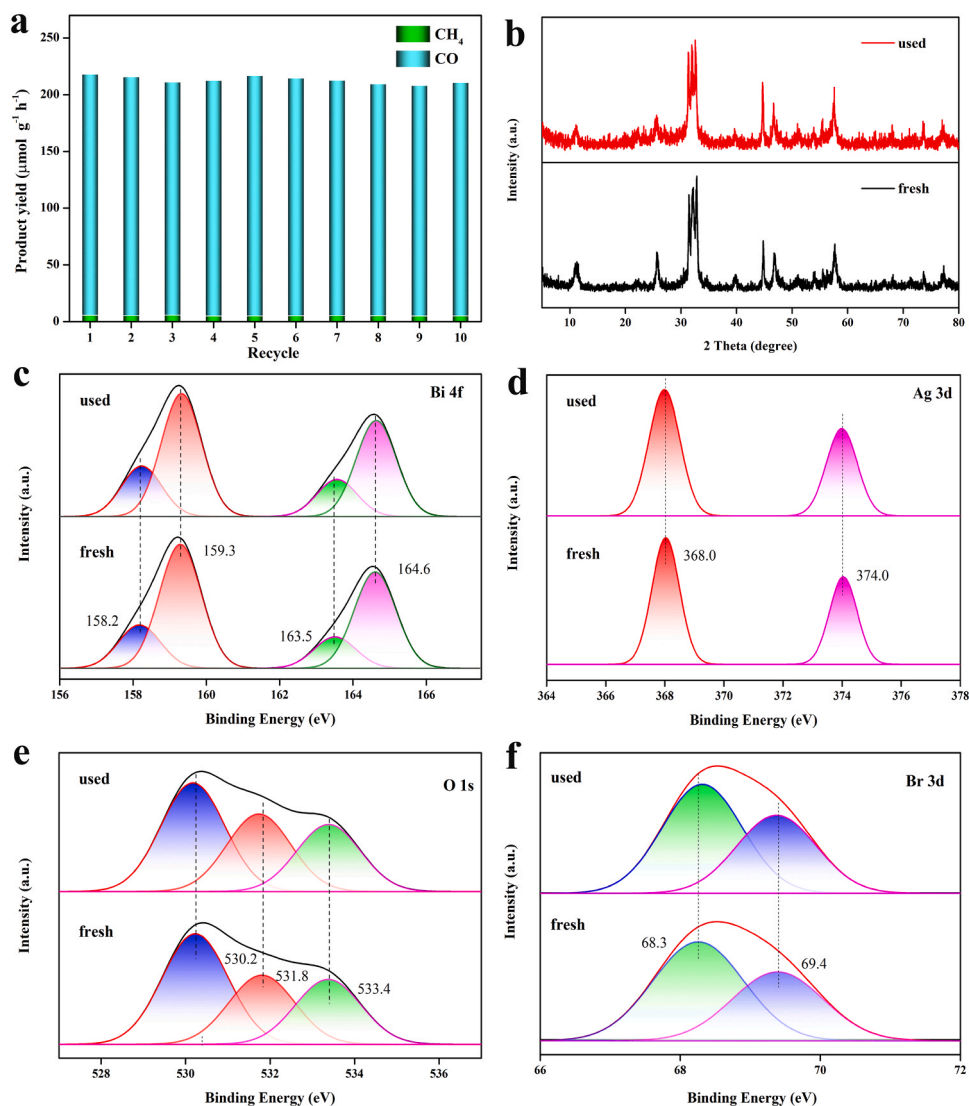 a
CH4
CO
250
200
150
100
50
0
Product yield (μmol g-1 h-1)
1 2 3 4 5 6 7 8 9 10
Recycle
b
used
fresh
Intensity (a.u.)
10 20 30 40 50 60 70 80
2 Theta (degree)
c
Bi 4f
used
fresh
159.3
164.6
158.2
163.5
Intensity (a.u.)
156 158 160 162 164 166
Binding Energy (eV)
d
Ag 3d
used
fresh
368.0
374.0
Intensity (a.u.)
364 366 368 370 372 374 376 378
Binding Energy (eV)
e
O 1s
used
fresh
530.2
531.8
533.4
Intensity (a.u.)
528 530 532 534 536
Binding Energy (eV)
f
Br 3d
used
fresh
68.3
69.4
Intensity (a.u.)
66 68 70 72
Binding Energy (eV)